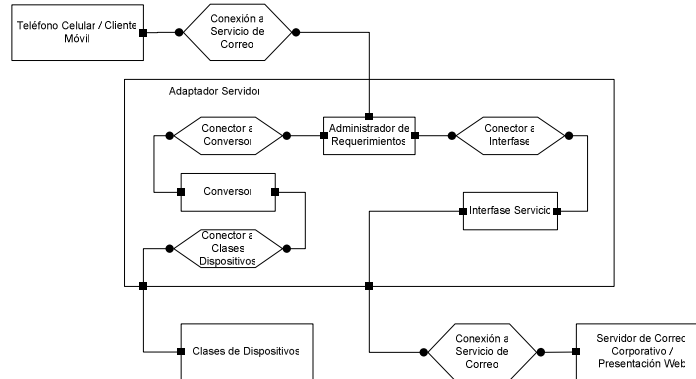 Teléfono Celular / Cliente
Móvil
Conexión a
Servicio de
Correo
Adaptador Servidor
Conector a
Conversor
Administrador de
Requerimientos
Conector a
Interfase
Conversor
Interfase Servicio
Conector a
Clases
Dispositivos
Clases de Dispositivos
Conexión a
Servicio de
Correo
Servidor de Correo
Corporativo /
Presentación Web